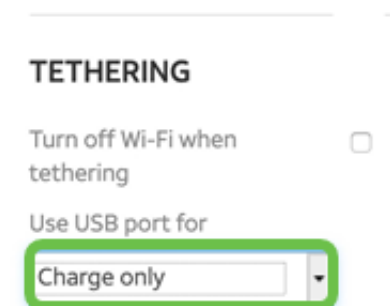 TETHERING
Turn off Wi-Fi when
tethering
Use USB port for
Charge only